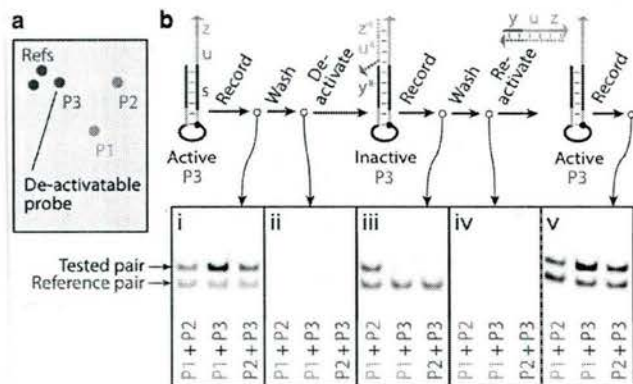 a
Refs
P3
P2
P1
De-activatable
probe
b
z
u
s
Record
Wash
De-
activate
z*
u*
y*
Record
Wash
Re-
activate
y u z
Record
Active
P3
Inactive
P3
Active
P3
i
ii
iii
iv
v
Tested pair
Reference pair
P1 + P2
P1 + P3
P2 + P3
P1 + P2
P1 + P3
P2 + P3
P1 + P2
P1 + P3
P2 + P3
P1 + P2
P1 + P3
P2 + P3
P1 + P2
P1 + P3
P2 + P3